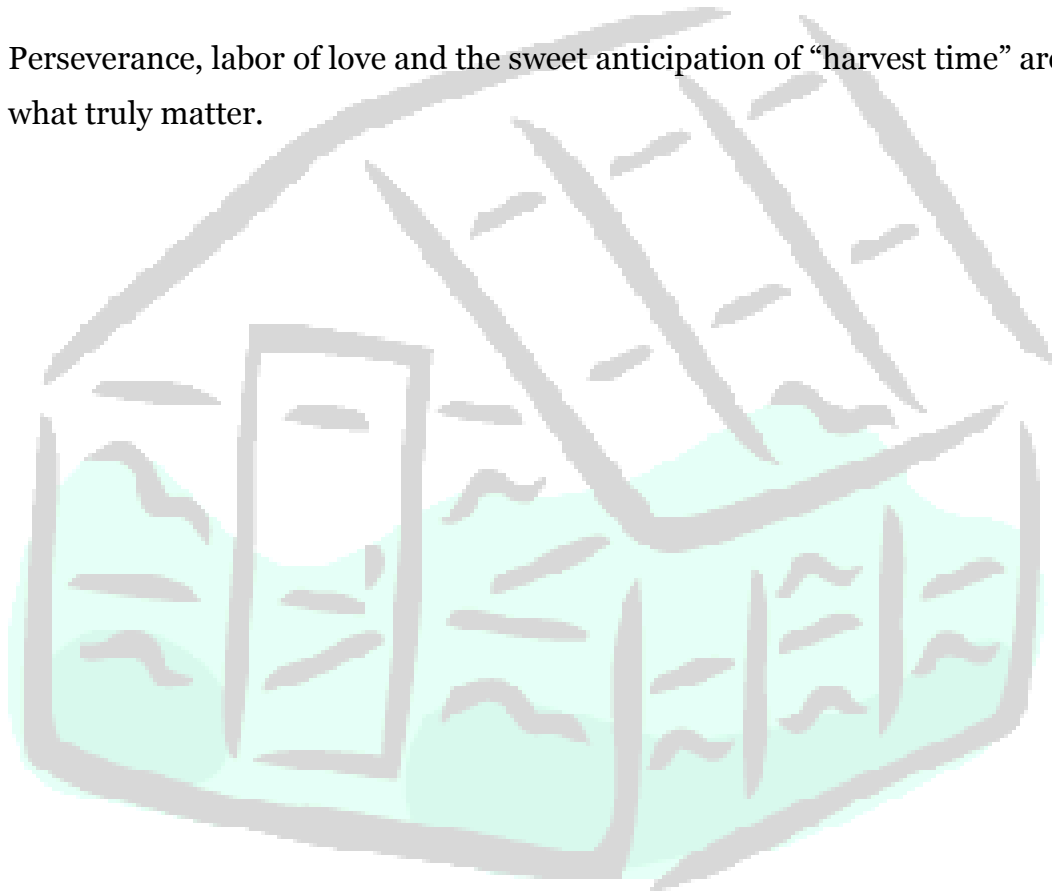 Perseverance, labor of love and the sweet anticipation of “harvest time” are
what truly matter.